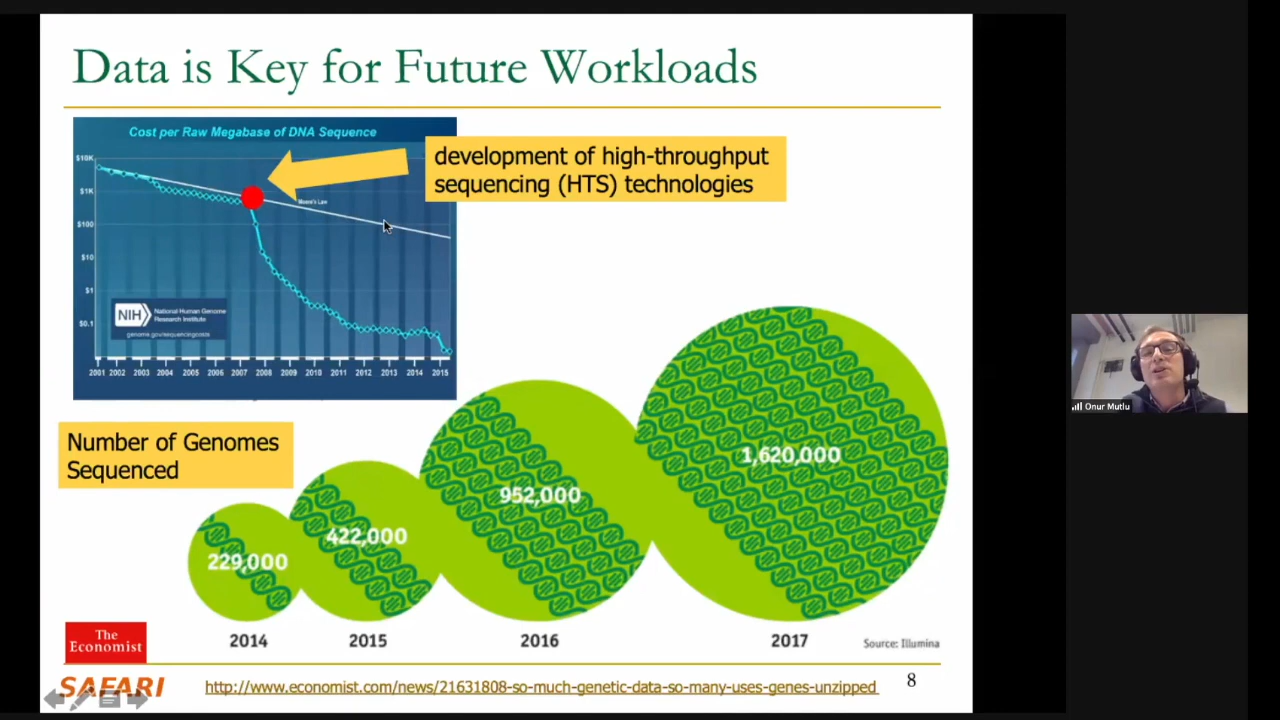 Data is Key for Future Workloads
Cost per Raw Megabase of DNA Sequence
development of high-throughput
sequencing (HTS) technologies
$10K
$1K
$100
$10
$1
$0.1
Moore's Law
NIH
National Human Genome
Research Institute
genome.gov/sequencingcosts
2001 2002 2003 2004 2005 2006 2007 2008 2009 2010 2011 2012 2013 2014 2015
Number of Genomes
Sequenced
229,000
422,000
952,000
1,620,000
2014
2015
2016
2017
Source: Illumina
The
Economist
SAFARI
http://www.economist.com/news/21631808-so-much-genetic-data-so-many-uses-genes-unzipped
8
Onur Mutlu